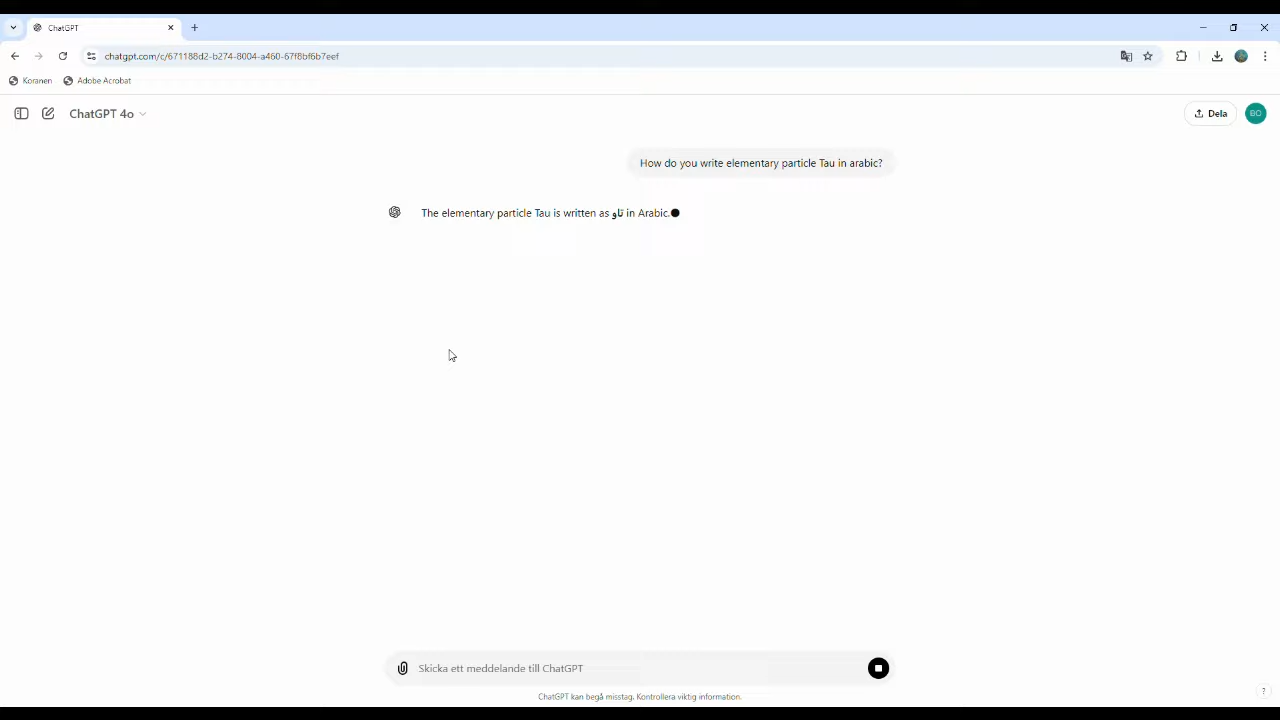 ChatGPT
chatgpt.com/c/671188d2-b274-8004-a460-67f8bf6b7eef
Koranen
Adobe Acrobat
ChatGPT 4o
Dela
BO
How do you write elementary particle Tau in arabic?
The elementary particle Tau is written as تاو in Arabic.
Skicka ett meddelande till ChatGPT
ChatGPT kan begå misstag. Kontrollera viktig information.
?